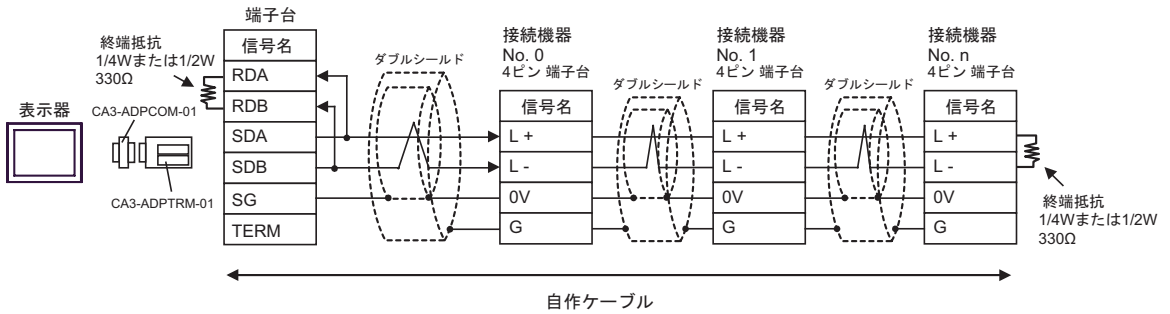 表示器
CA3-ADPCOM-01
CA3-ADPTRM-01
終端抵抗
1/4Wまたは1/2W
330Ω
端子台
信号名
RDA
RDB
SDA
SDB
SG
TERM
ダブルシールド
接続機器
No. 0
4ピン 端子台
信号名
L +
L -
0V
G
ダブルシールド
接続機器
No. 1
4ピン 端子台
信号名
L +
L -
0V
G
ダブルシールド
接続機器
No. n
4ピン 端子台
信号名
L +
L -
0V
G
終端抵抗
1/4Wまたは1/2W
330Ω
自作ケーブル